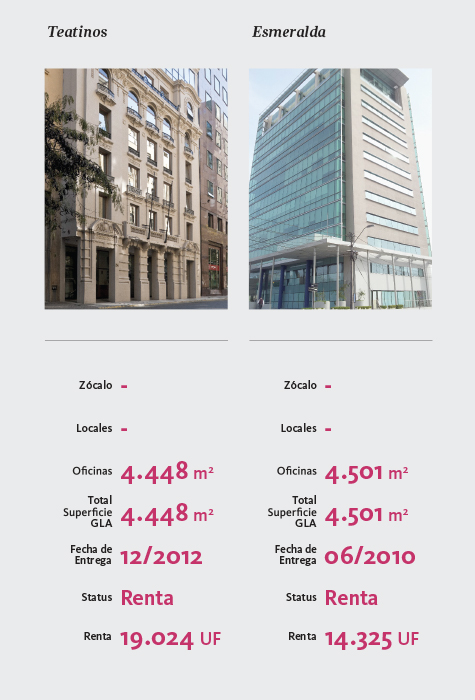 Teatinos
Zócalo -
Locales -
Oficinas 4.448 m²
Total
Superficie
GLA 4.448 m²
Fecha de
Entrega 12/2012
Status Renta
Renta 19.024 UF
Esmeralda
Zócalo -
Locales -
Oficinas 4.501 m²
Total
Superficie
GLA 4.501 m²
Fecha de
Entrega 06/2010
Status Renta
Renta 14.325 UF